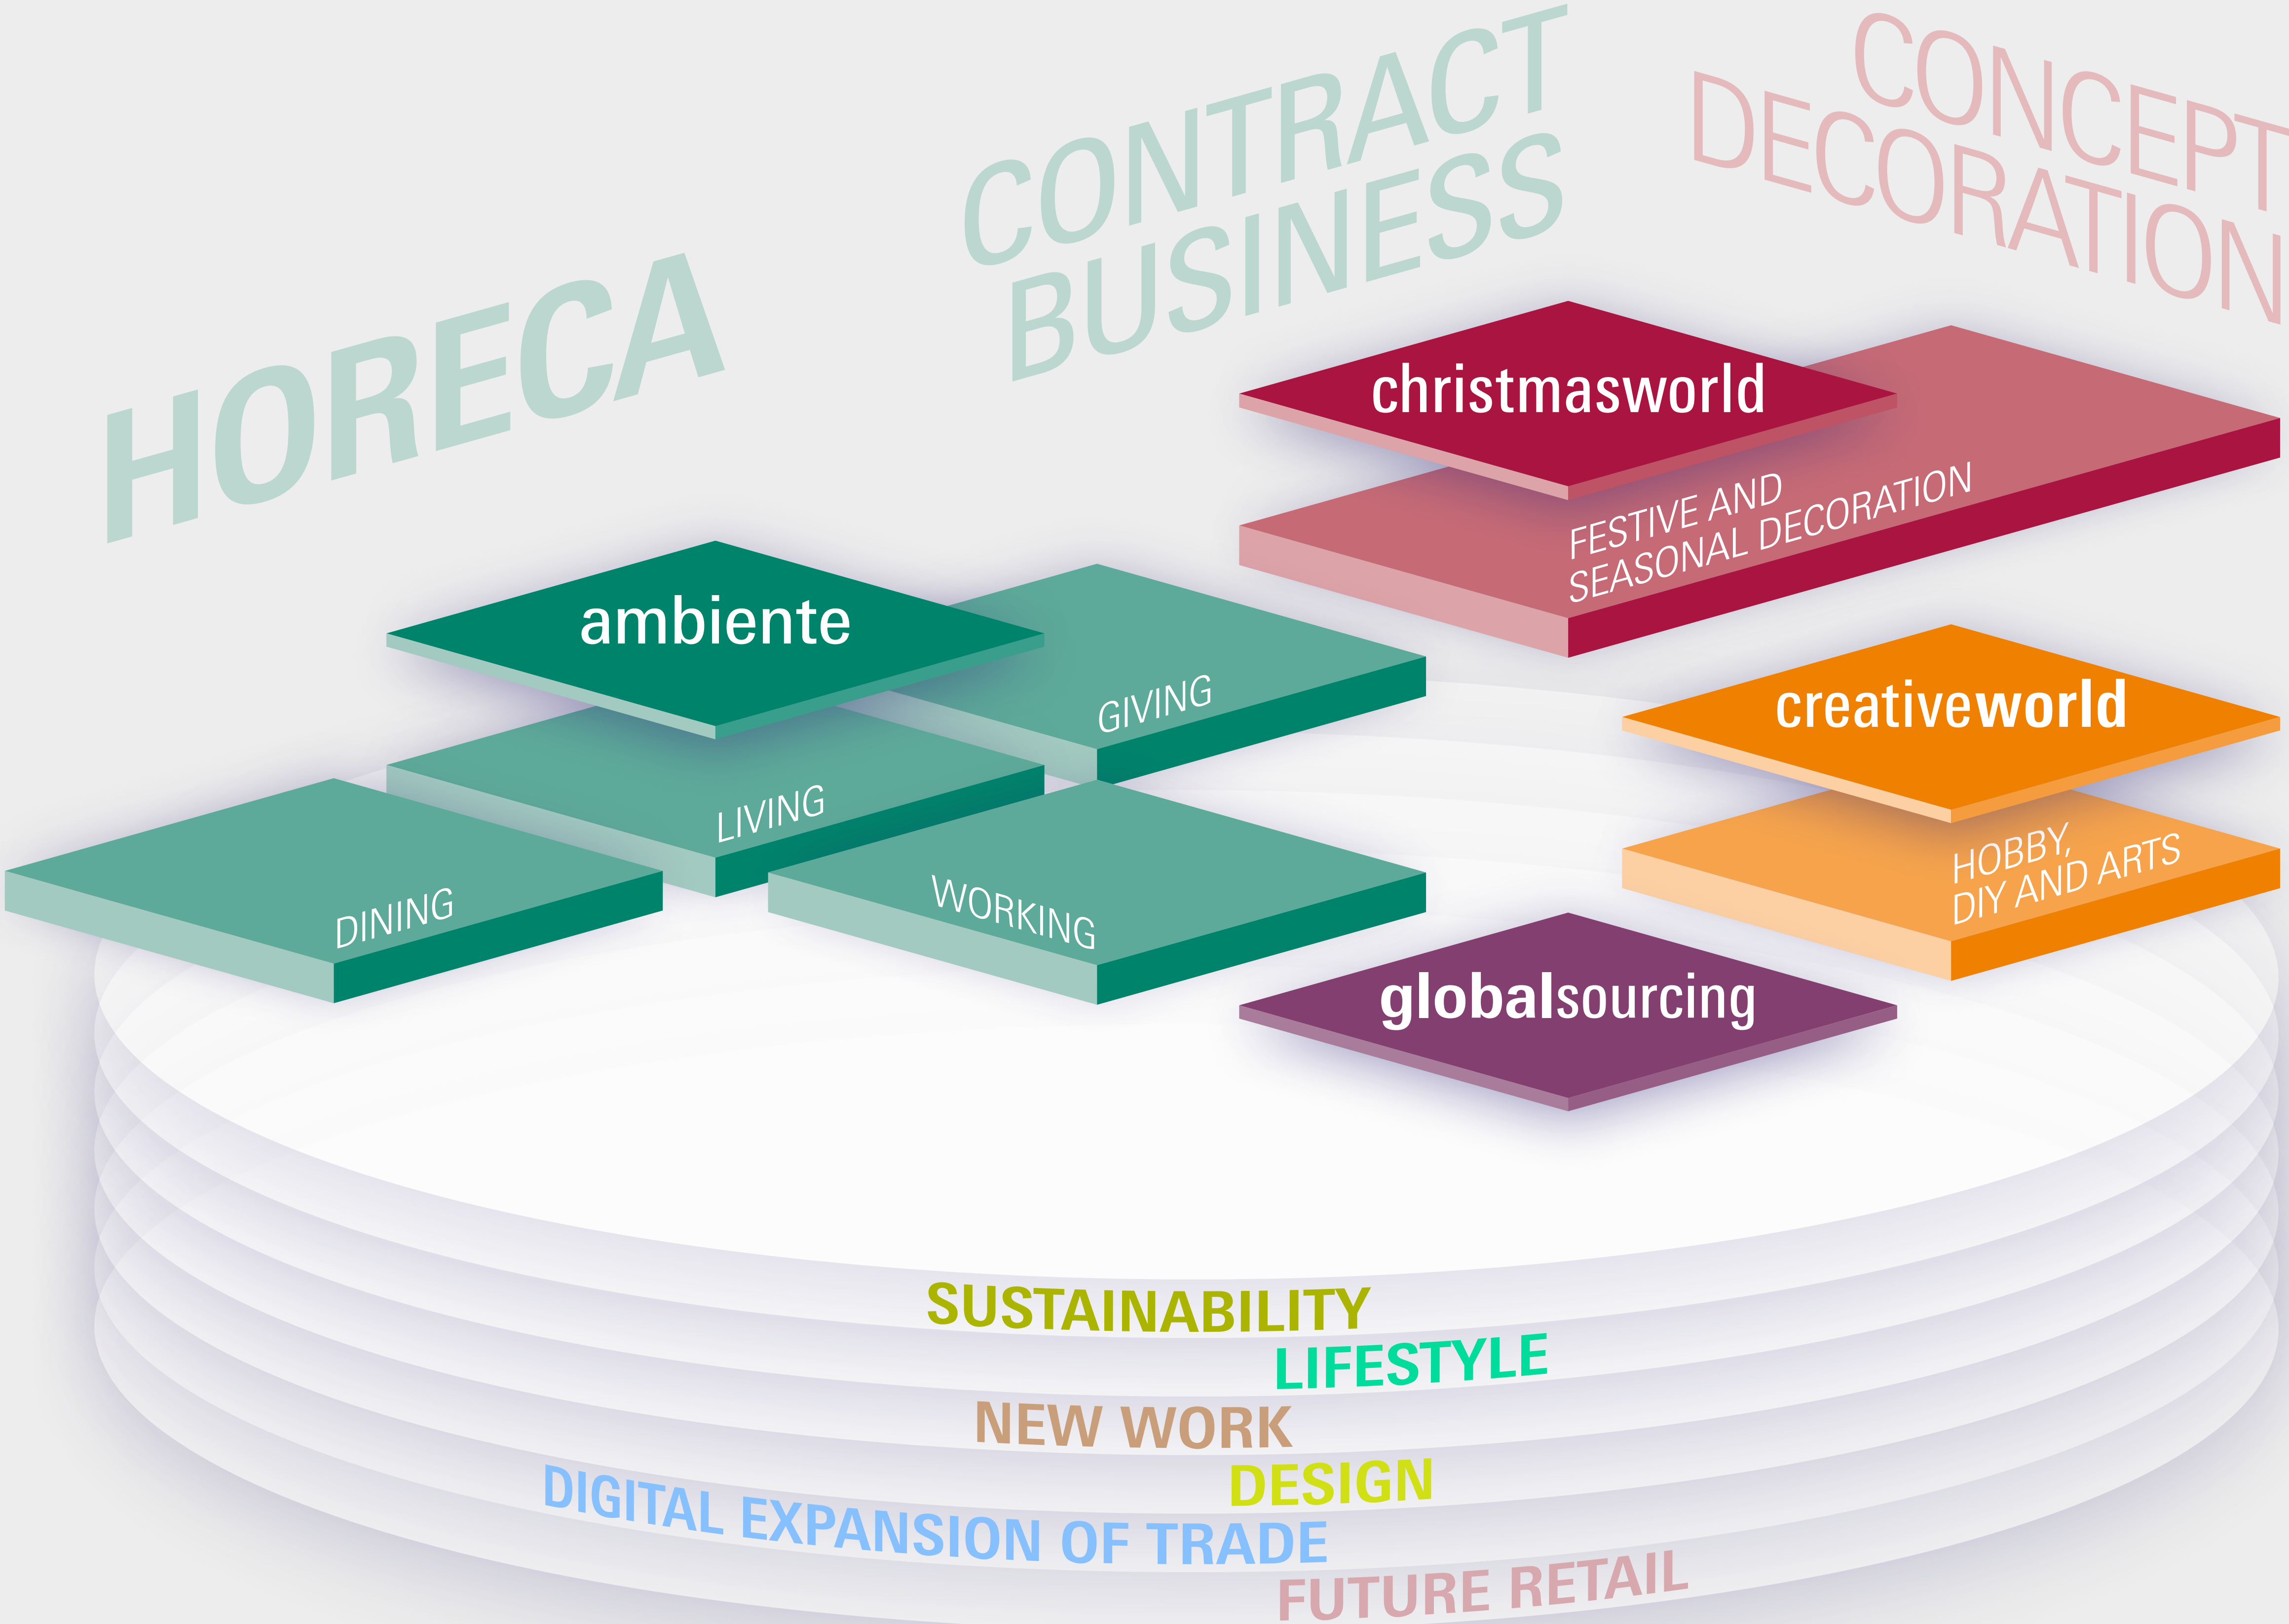 CONCEPT
DECORATION
CONTRACT
BUSINESS
HORECA
christmasworld
FESTIVE AND
SEASONAL DECORATION
ambiente
GIVING
LIVING
DINING
WORKING
creativeworld
HOBBY,
DIY AND ARTS
globalsourcing
SUSTAINABILITY
LIFESTYLE
NEW WORK
DESIGN
DIGITAL EXPANSION OF TRADE
FUTURE RETAIL